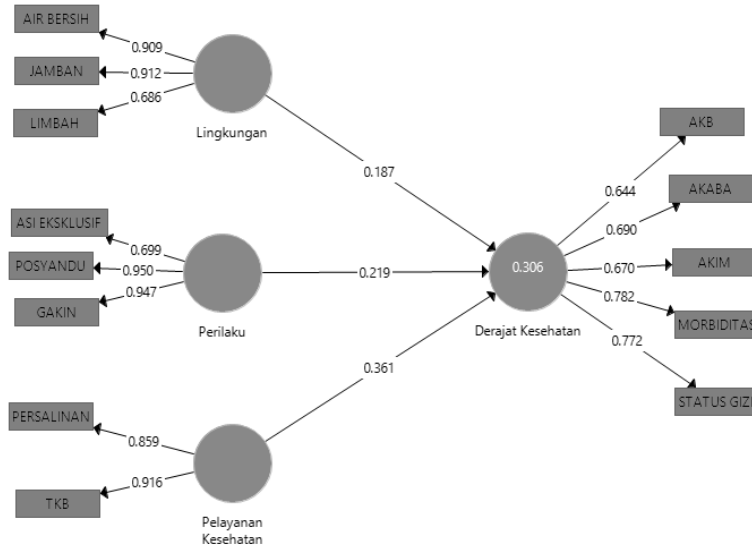 AIR BERSIH
0.909
JAMBAN
0.912
0.686
LIMBAH
Lingkungan
0.187
ASI EKSKLUSIF
0.699
POSYANDU
0.950
0.947
GAKIN
Perilaku
0.219
PERSALINAN
0.859
0.916
TKB
Pelayanan
Kesehatan
0.361
0.306
Derajat Kesehatan
AKB
0.644
AKABA
0.690
AKIM
0.670
0.782
MORBIDITAS
0.772
STATUS GIZI